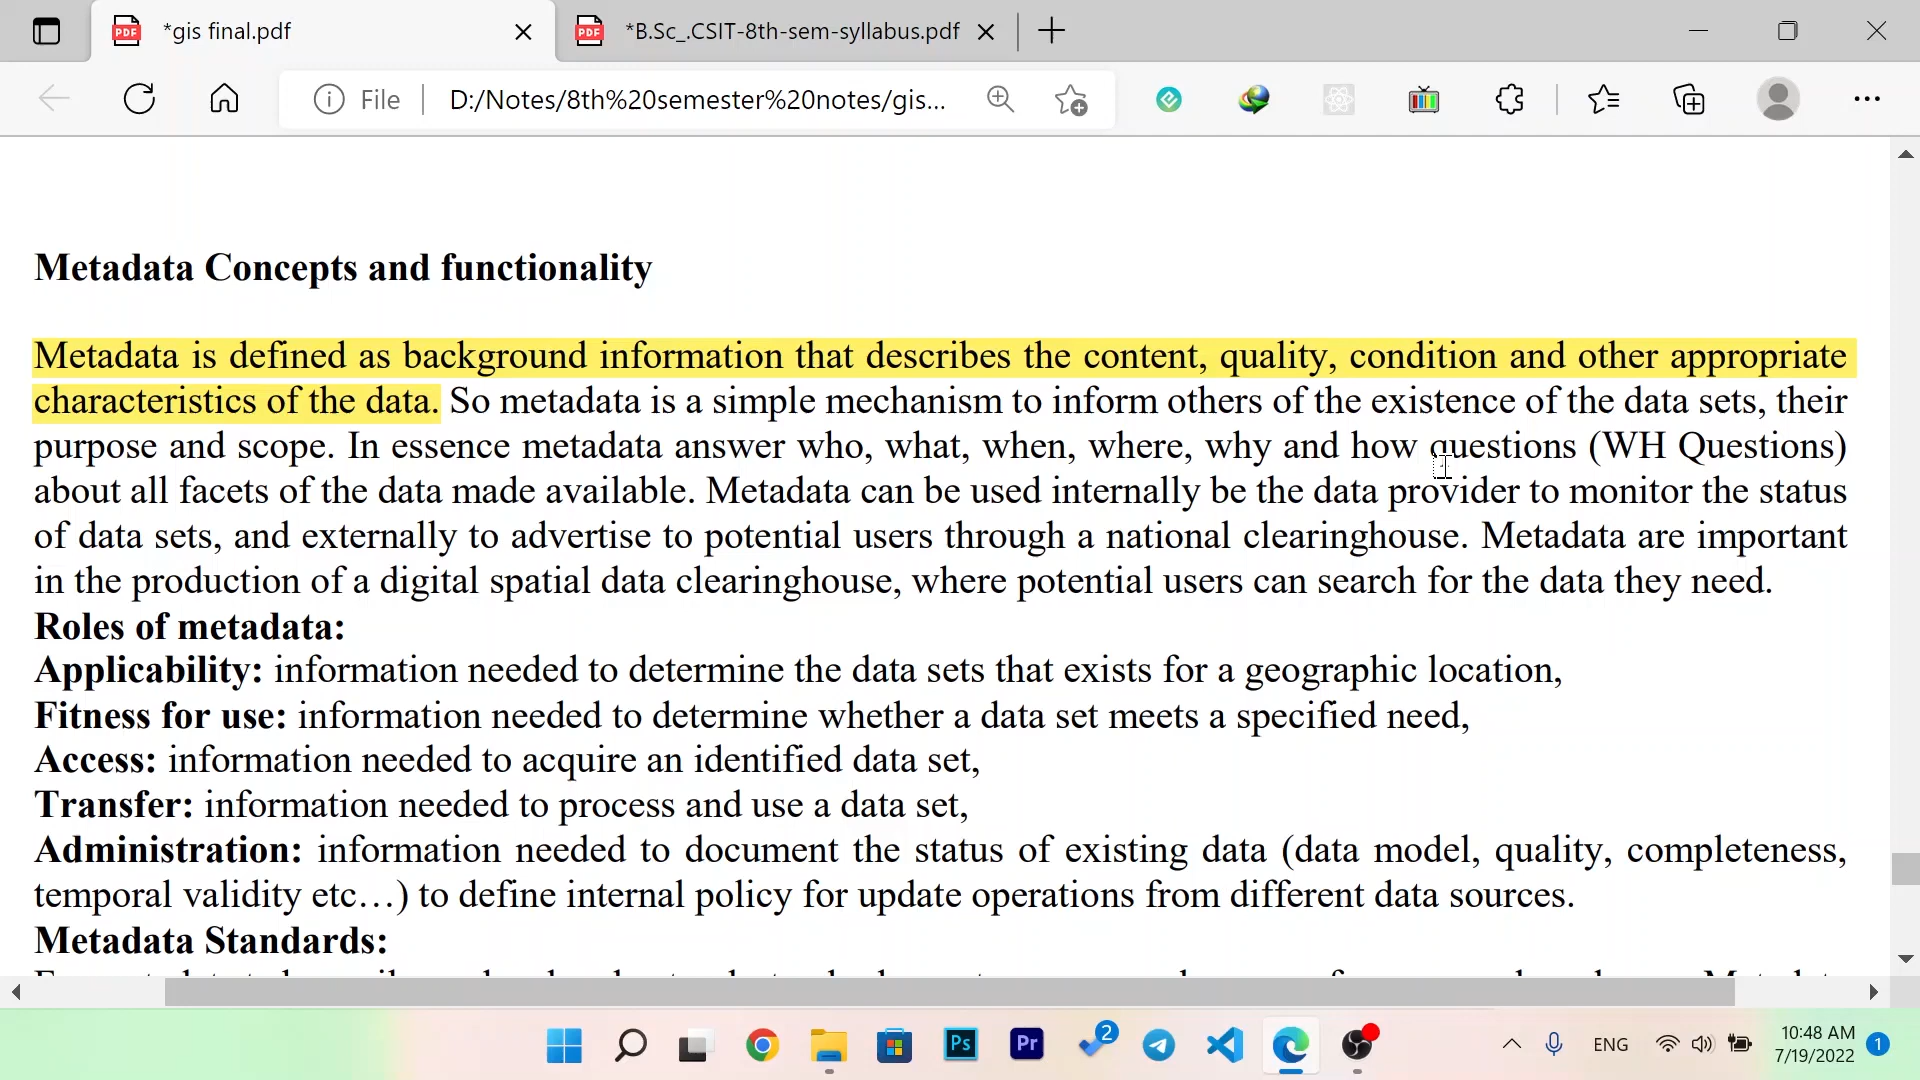 *gis final.pdf
*B.Sc_.CSIT-8th-sem-syllabus.pdf
File
D:/Notes/8th%20semester%20notes/gis...
Metadata Concepts and functionality
Metadata is defined as background information that describes the content, quality, condition and other appropriate
characteristics of the data. So metadata is a simple mechanism to inform others of the existence of the data sets, their
purpose and scope. In essence metadata answer who, what, when, where, why and how questions (WH Questions)
about all facets of the data made available. Metadata can be used internally be the data provider to monitor the status
of data sets, and externally to advertise to potential users through a national clearinghouse. Metadata are important
in the production of a digital spatial data clearinghouse, where potential users can search for the data they need.
Roles of metadata:
Applicability: information needed to determine the data sets that exists for a geographic location,
Fitness for use: information needed to determine whether a data set meets a specified need,
Access: information needed to acquire an identified data set,
Transfer: information needed to process and use a data set,
Administration: information needed to document the status of existing data (data model, quality, completeness,
temporal validity etc…) to define internal policy for update operations from different data sources.
Metadata Standards:
Ps
Pr
2
ENG
10:48 AM
7/19/2022
1